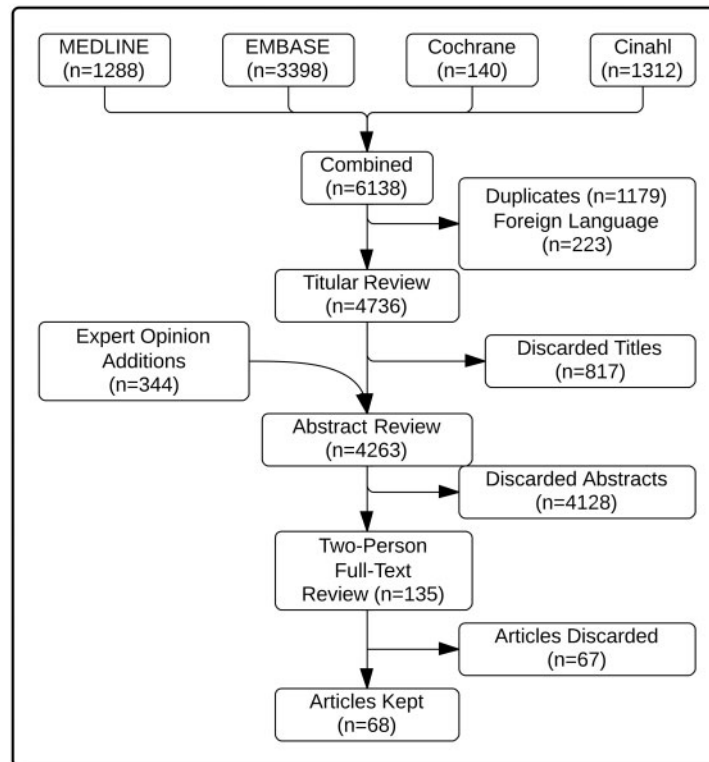 MEDLINE
(n=1288)
EMBASE
(n=3398)
Cochrane
(n=140)
Cinahl
(n=1312)
Combined
(n=6138)
Duplicates (n=1179)
Foreign Language
(n=223)
Titular Review
(n=4736)
Expert Opinion
Additions
(n=344)
Discarded Titles
(n=817)
Abstract Review
(n=4263)
Discarded Abstracts
(n=4128)
Two-Person
Full-Text
Review (n=135)
Articles Discarded
(n=67)
Articles Kept
(n=68)